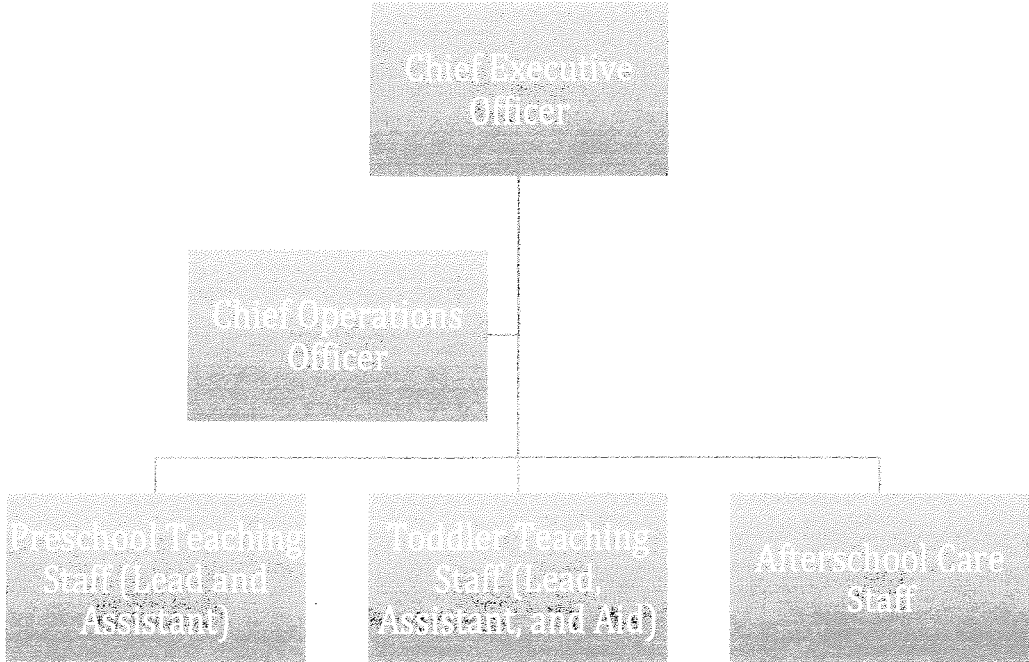 Chief Executive
Officer
Chief Operations
Officer
Preschool Teaching
Staff (Lead and
Assistant)
Toddler Teaching
Staff (Lead,
Assistant, and Aid)
Afterschool Care
Staff